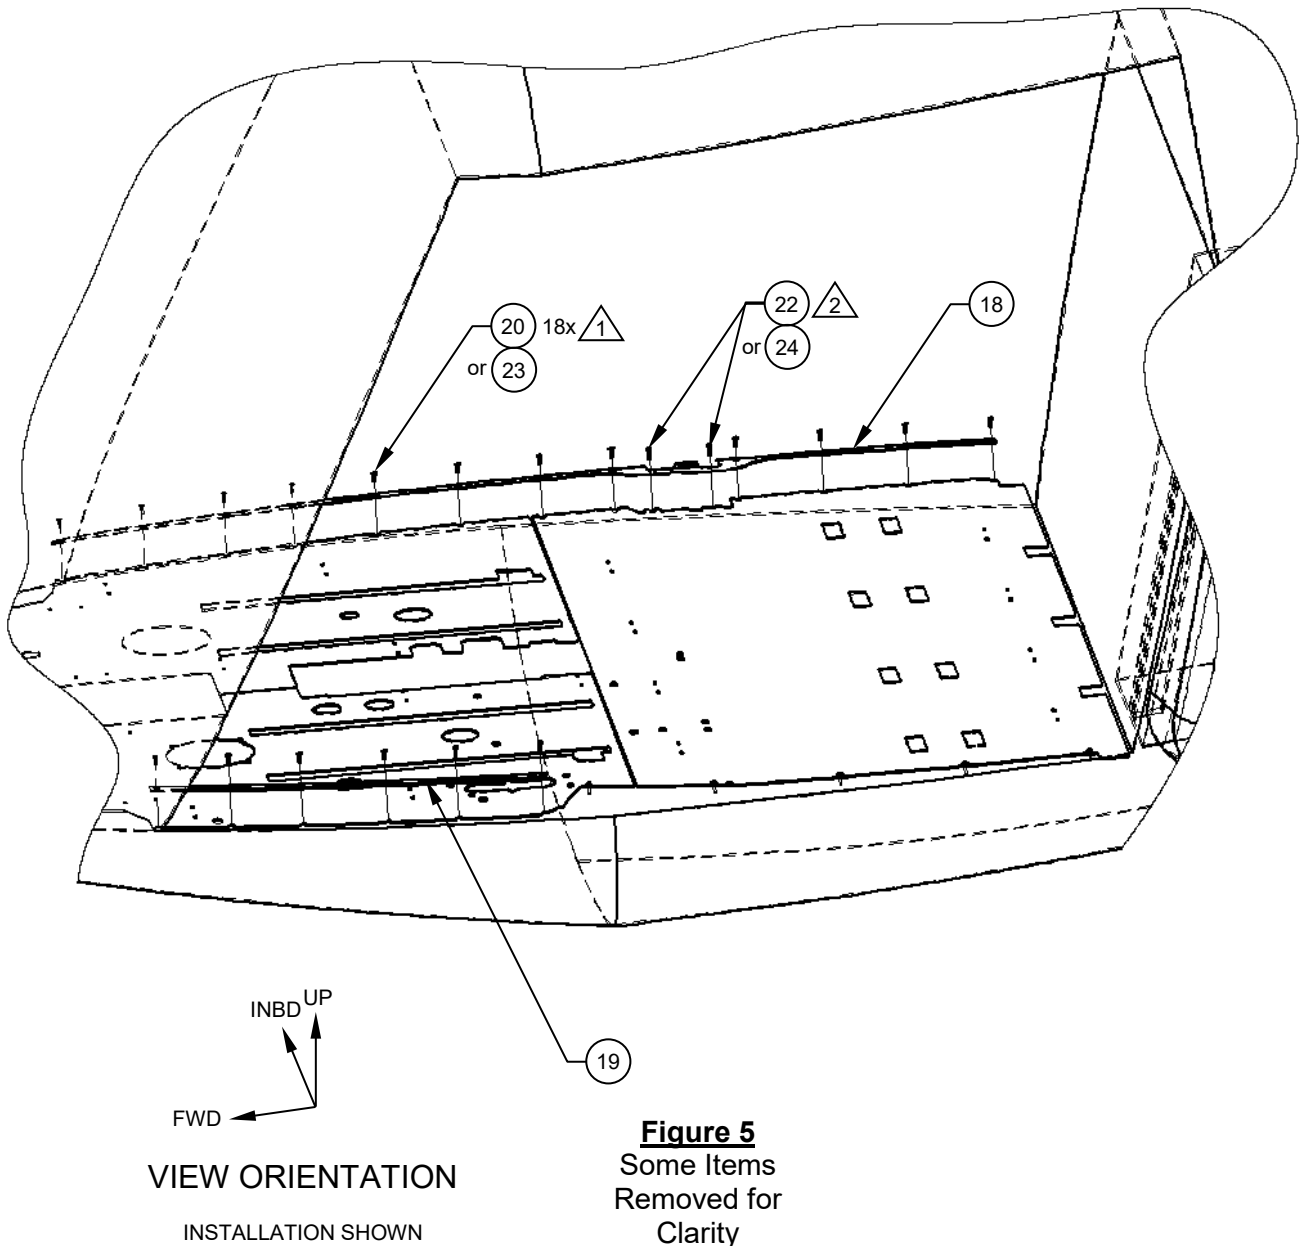 20 18x 1
or 23
22 2
or 24
18
19
INBD UP
FWD
VIEW ORIENTATION
INSTALLATION SHOWN
Figure 5
Some Items
Removed for
Clarity